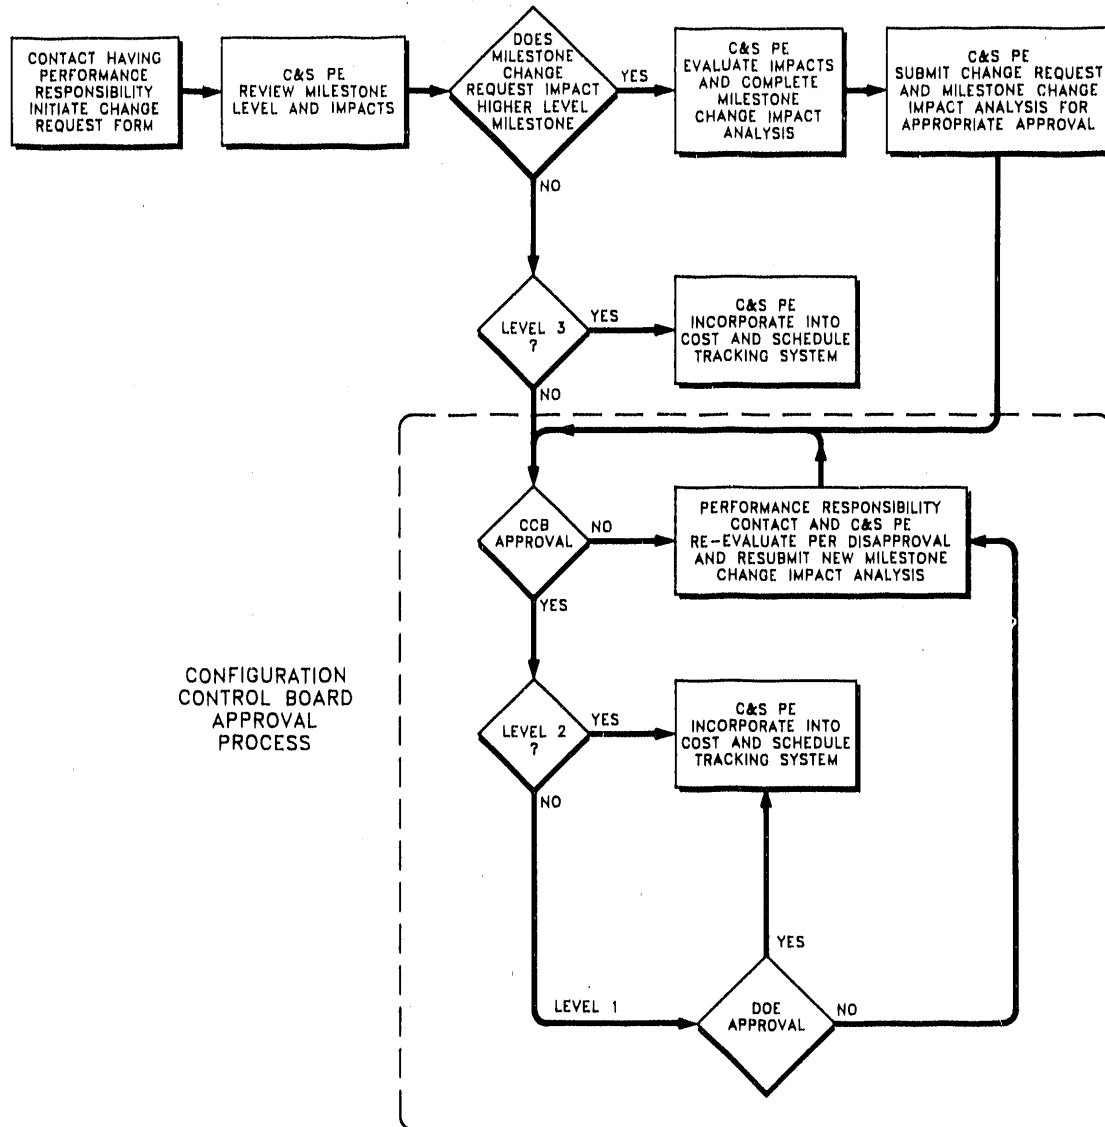 CONTACT HAVING
PERFORMANCE
RESPONSIBILITY
INITIATE CHANGE
REQUEST FORM
C&S PE
REVIEW MILESTONE
LEVEL AND IMPACTS
DOES
MILESTONE
CHANGE
REQUEST IMPACT
HIGHER LEVEL
MILESTONE
YES
C&S PE
EVALUATE IMPACTS
AND COMPLETE
MILESTONE
CHANGE IMPACT
ANALYSIS
C&S PE
SUBMIT CHANGE REQUEST
AND MILESTONE CHANGE
IMPACT ANALYSIS FOR
APPROPRIATE APPROVAL
NO
LEVEL 3
?
YES
C&S PE
INCORPORATE INTO
COST AND SCHEDULE
TRACKING SYSTEM
NO
CCB
APPROVAL
NO
PERFORMANCE RESPONSIBILITY
CONTACT AND C&S PE
RE-EVALUATE PER DISAPPROVAL
AND RESUBMIT NEW MILESTONE
CHANGE IMPACT ANALYSIS
YES
CONFIGURATION
CONTROL BOARD
APPROVAL
PROCESS
LEVEL 2
?
YES
C&S PE
INCORPORATE INTO
COST AND SCHEDULE
TRACKING SYSTEM
NO
YES
LEVEL 1
DOE
APPROVAL
NO